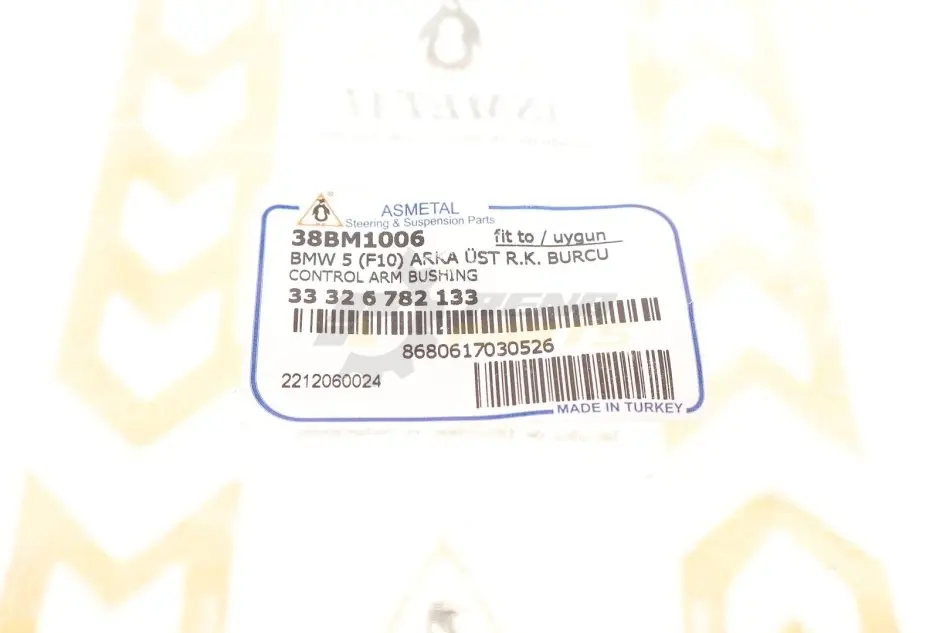 ASMETAL
Steering & Suspension Parts
38BM1006 fit to / uygun
BMW 5 (F10) ARKA ÜST R.K. BURCU
CONTROL ARM BUSHING
33 32 6 782 133
8680617030526
2212060024
MADE IN TURKEY